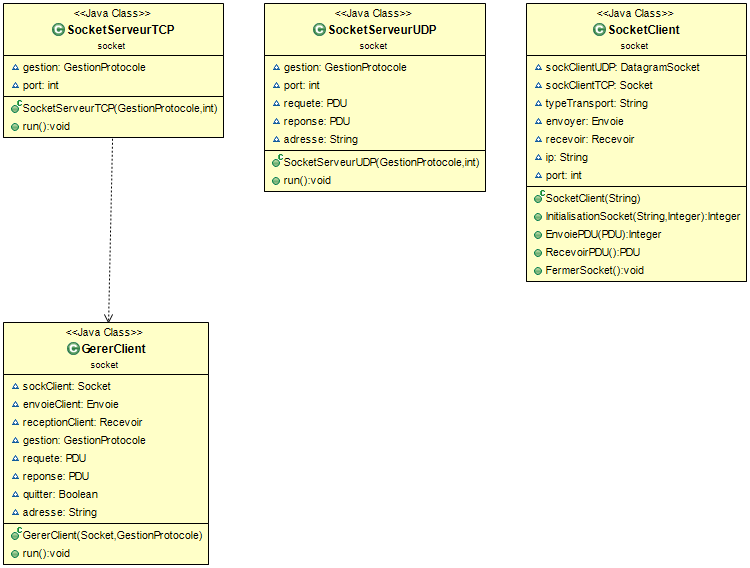 <<Java Class>>
SocketServeurTCP
socket
gestion: GestionProtocole
port: int
SocketServeurTCP(GestionProtocole,int)
run():void
<<Java Class>>
SocketServeurUDP
socket
gestion: GestionProtocole
port: int
requete: PDU
reponse: PDU
adresse: String
SocketServeurUDP(GestionProtocole,int)
run():void
<<Java Class>>
SocketClient
socket
sockClientUDP: DatagramSocket
sockClientTCP: Socket
typeTransport: String
envoyer: Envoie
recevoir: Recevoir
ip: String
port: int
SocketClient(String)
InitialisationSocket(String,Integer):Integer
EnvoiePDU(PDU):Integer
RecevoirPDU():PDU
FermerSocket():void
<<Java Class>>
GererClient
socket
sockClient: Socket
envoieClient: Envoie
receptionClient: Recevoir
gestion: GestionProtocole
requete: PDU
reponse: PDU
quitter: Boolean
adresse: String
GererClient(Socket,GestionProtocole)
run():void